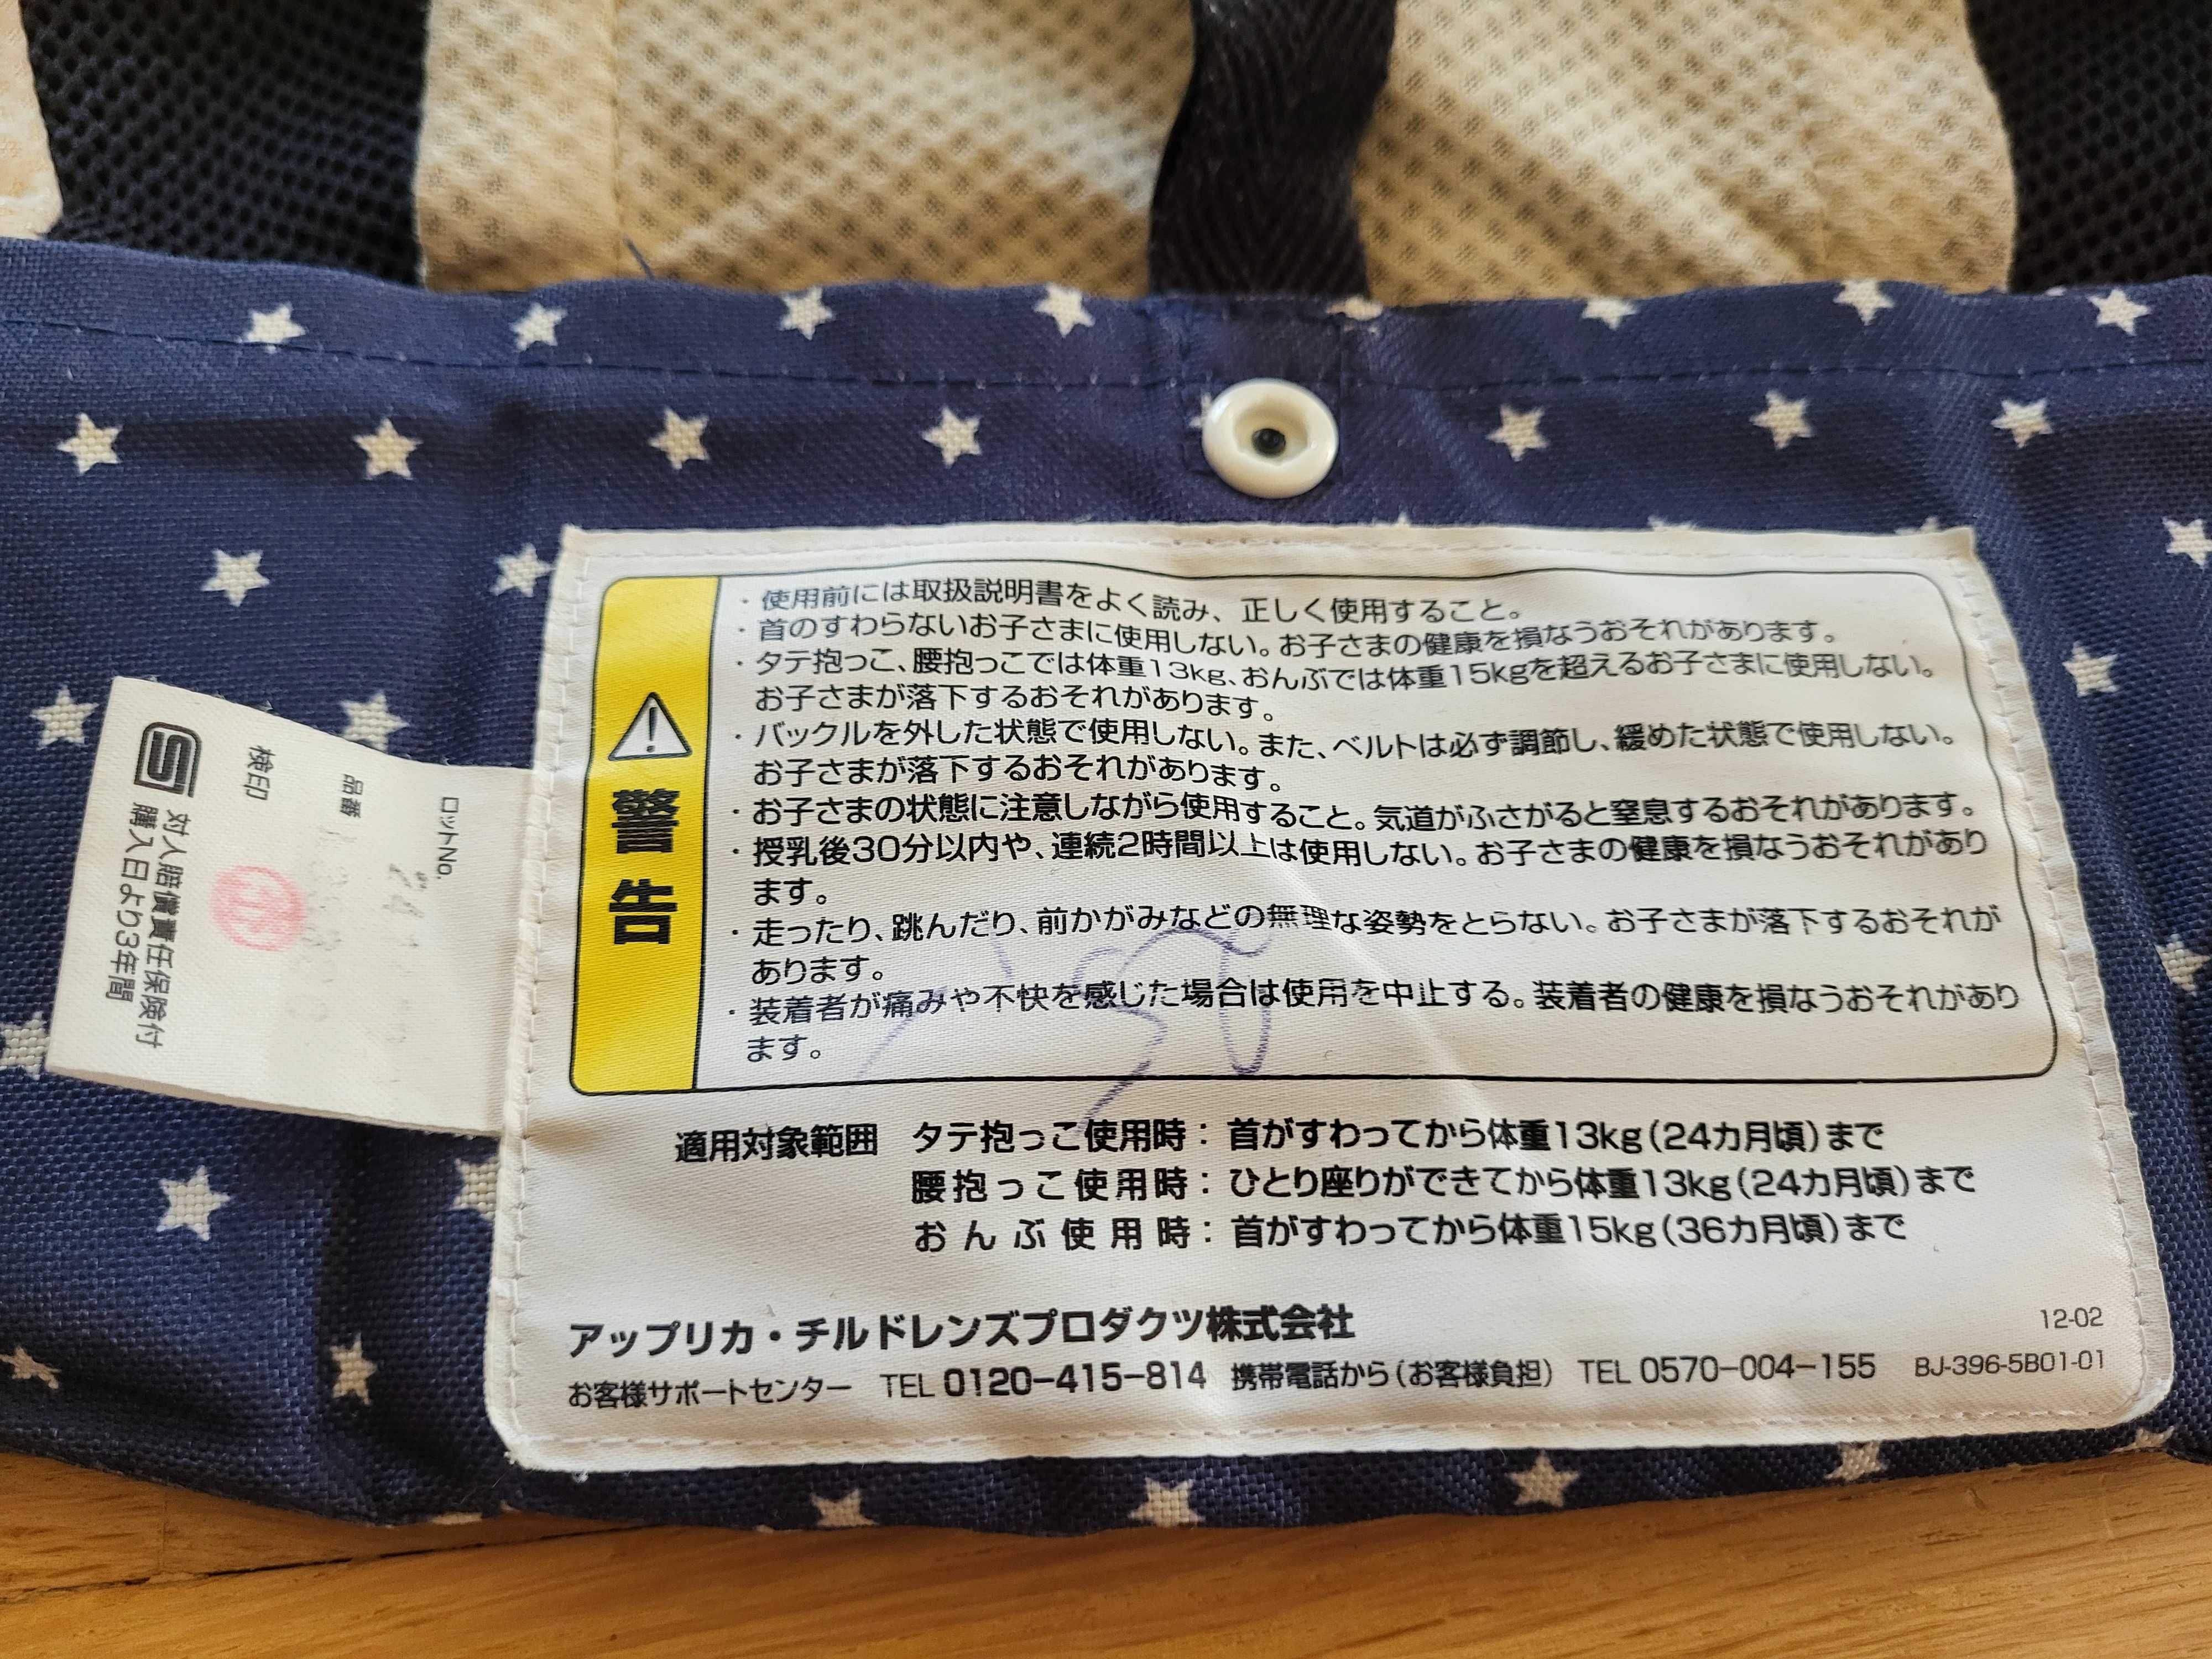 ・使用前には取扱説明書をよく読み、正しく使用すること。
・首のすわらないお子さまに使用しない。お子さまの健康を損なうおそれがあります。
・タテ抱っこ、腰抱っこでは体重13kg、おんぶでは体重15kgを超えるお子さまに使用しない。
お子さまが落下するおそれがあります。
・バックルを外した状態で使用しない。また、ベルトは必ず調節し、緩めた状態で使用しない。
お子さまが落下するおそれがあります。
・お子さまの状態に注意しながら使用すること。気道がふさがると窒息するおそれがあります。
・授乳後30分以内や、連続2時間以上は使用しない。お子さまの健康を損なうおそれがあり
ます。
・走ったり、跳んだり、前かがみなどの無理な姿勢をとらない。お子さまが落下するおそれが
あります。
・装着者が痛みや不快を感じた場合は使用を中止する。装着者の健康を損なうおそれがあり
ます。
警告
適用対象範囲 タテ抱っこ使用時：首がすわってから体重13kg(24カ月頃)まで
腰抱っこ使用時：ひとり座りができてから体重13kg(24カ月頃)まで
おんぶ使用時：首がすわってから体重15kg(36カ月頃)まで
アップリカ・チルドレンズプロダクツ株式会社
12-02
お客様サポートセンター TEL 0120-415-814 携帯電話から(お客様負担) TEL 0570-004-155 BJ-396-5B01-01
ロットNo.
品番
検印
対人賠償責任保険付
購入日より3年間